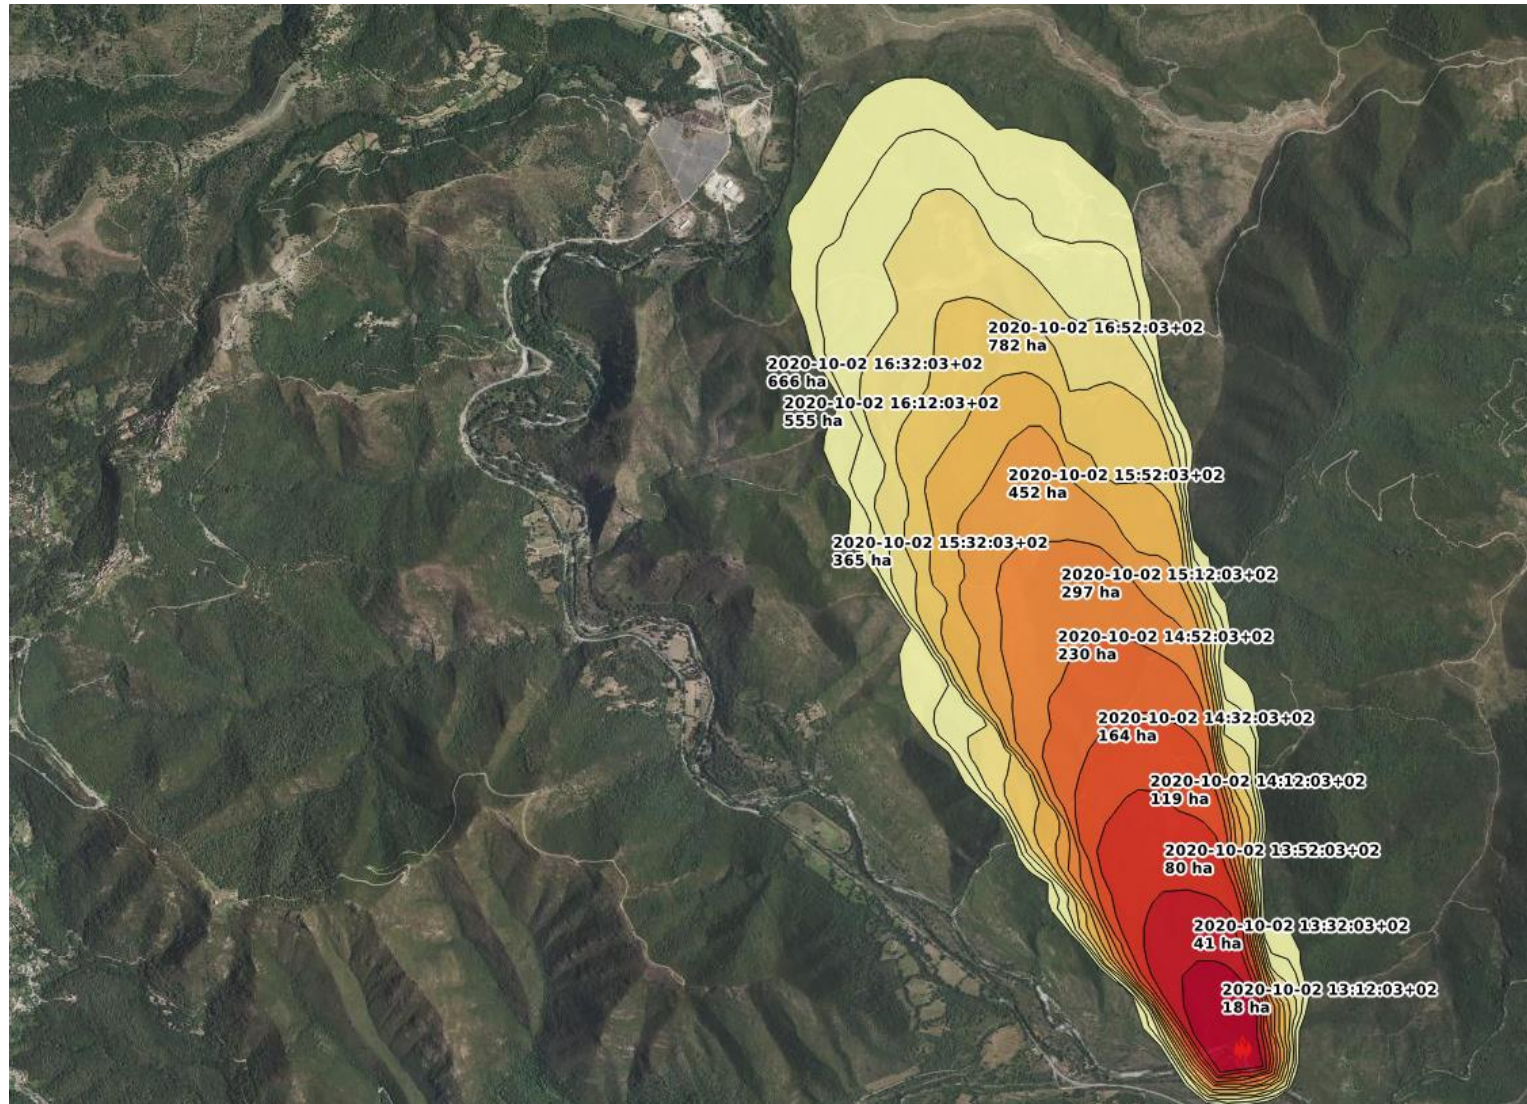 2020-10-02 16:52:03+02
782 ha
2020-10-02 16:32:03+02
666 ha
2020-10-02 16:12:03+02
555 ha
2020-10-02 15:52:03+02
452 ha
2020-10-02 15:32:03+02
365 ha
2020-10-02 15:12:03+02
297 ha
2020-10-02 14:52:03+02
230 ha
2020-10-02 14:32:03+02
164 ha
2020-10-02 14:12:03+02
119 ha
2020-10-02 13:52:03+02
80 ha
2020-10-02 13:32:03+02
41 ha
2020-10-02 13:12:03+02
18 ha